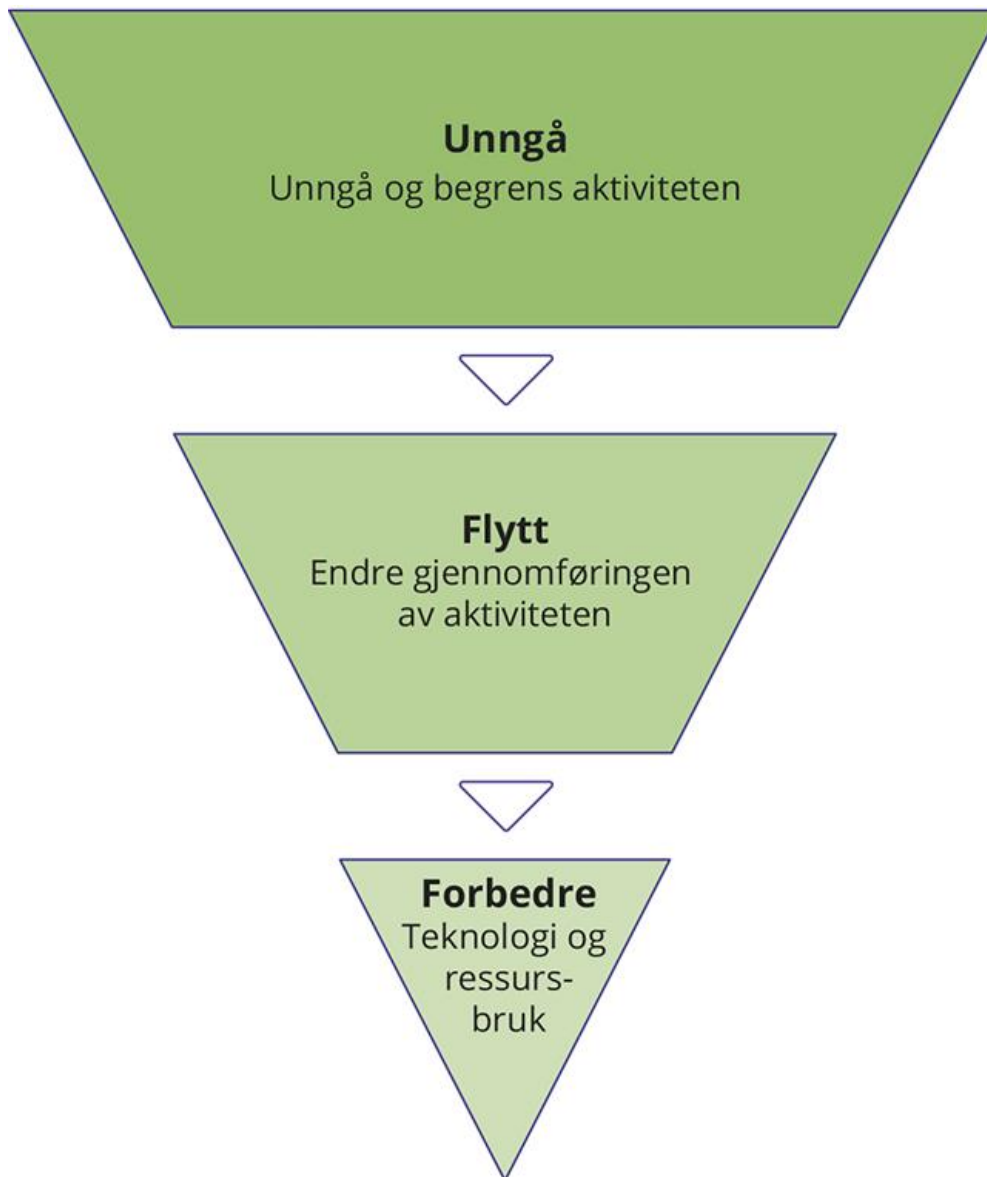 Unngå
Unngå og begrens aktiviteten
Flytt
Endre gjennomføringen
av aktiviteten
Forbedre
Teknologi og
ressurs-
bruk